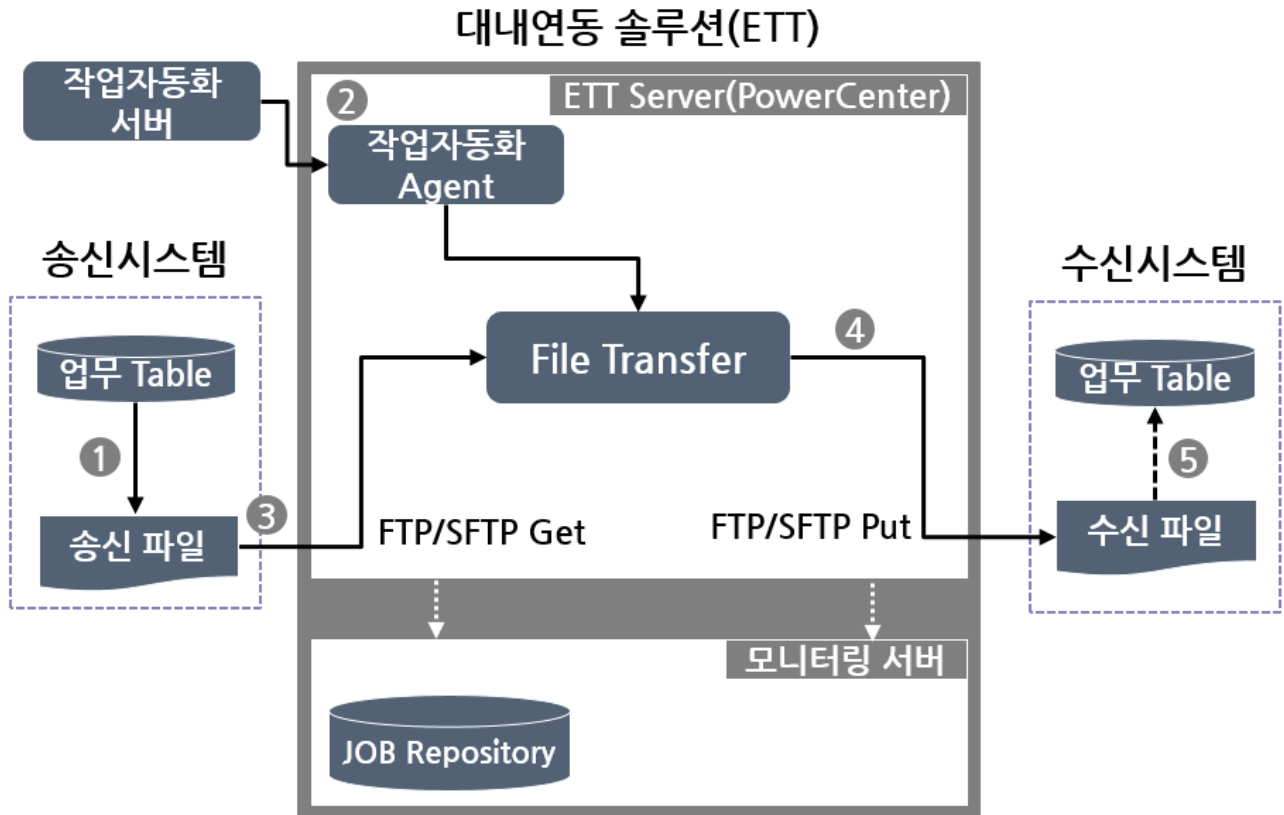 대내연동 솔루션(ETT)
작업자동화
서버
ETT Server(PowerCenter)
2
작업자동화
Agent
송신시스템
수신시스템
업무 Table
File Transfer
4
업무 Table
1
5
3
송신 파일
FTP/SFTP Get
FTP/SFTP Put
수신 파일
모니터링 서버
JOB Repository